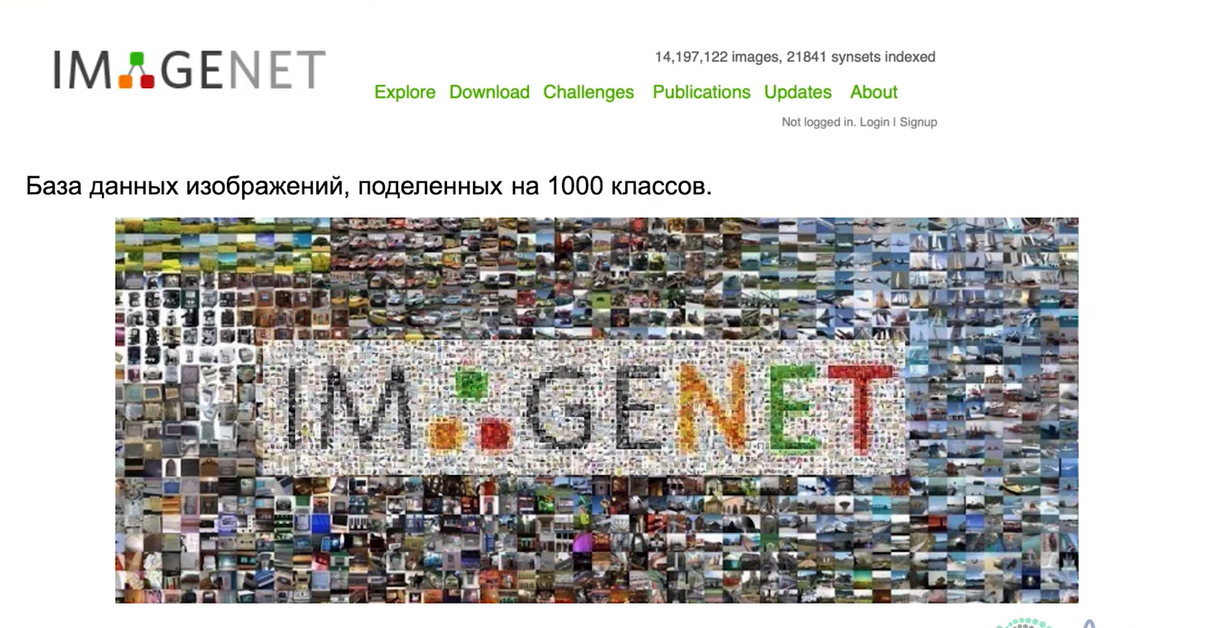 IMAGENET
14,197,122 images, 21841 synsets indexed
Explore Download Challenges Publications Updates About
Not logged in. Login | Signup
База данных изображений, поделенных на 1000 классов.
IMAGENET